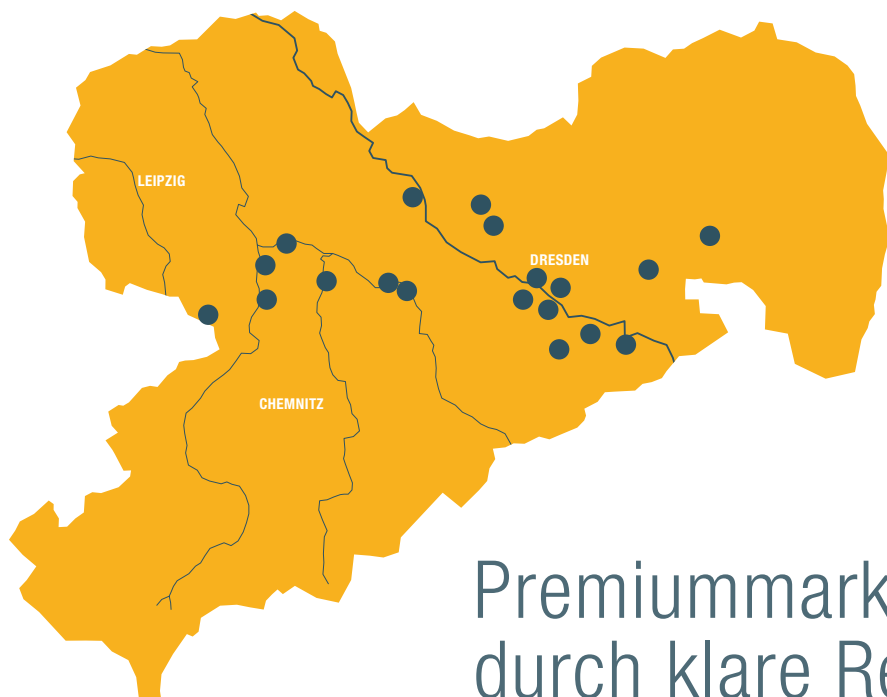 LEIPZIG
DRESDEN
CHEMNITZ
Premiummark
durch klare Re